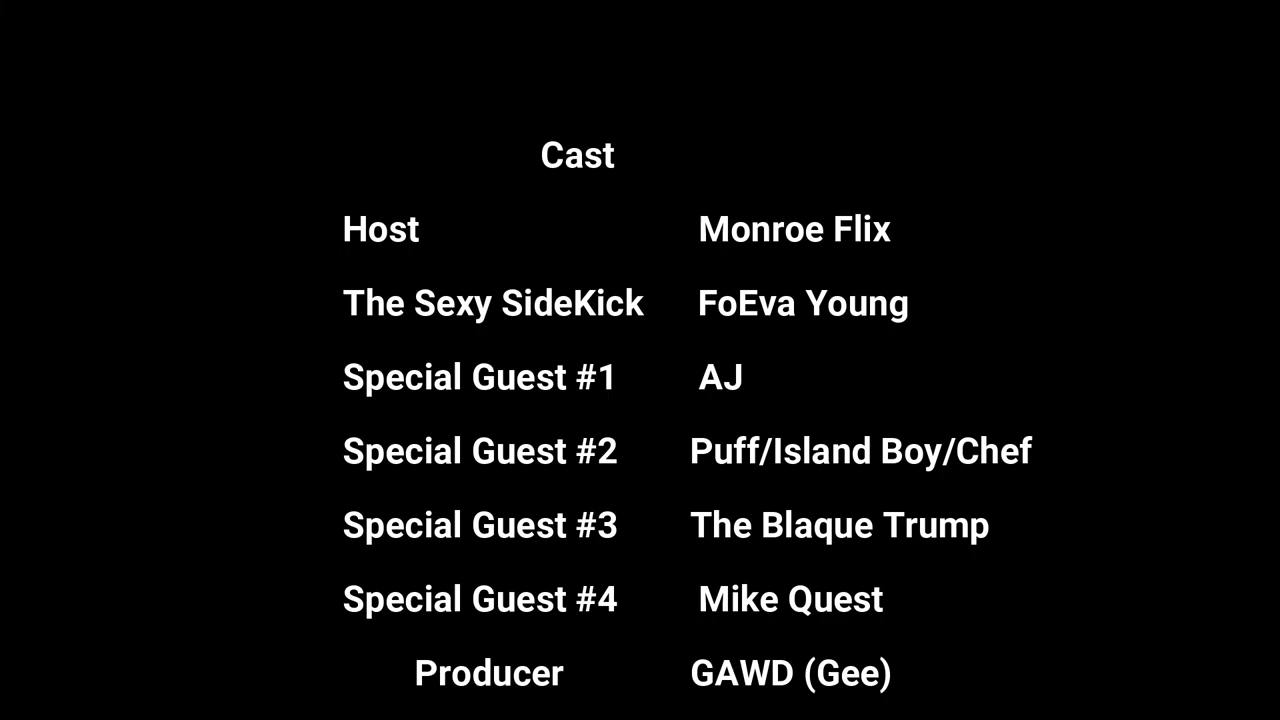 Cast
Host Monroe Flix
The Sexy SideKick FoEva Young
Special Guest #1 AJ
Special Guest #2 Puff/Island Boy/Chef
Special Guest #3 The Blaque Trump
Special Guest #4 Mike Quest
Producer GAWD (Gee)